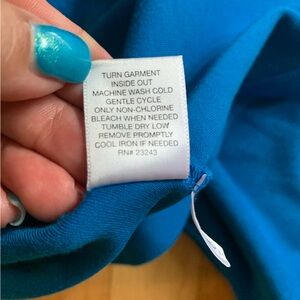 TURN GARMENT
INSIDE OUT
MACHINE WASH COLD
GENTLE CYCLE
ONLY NON-CHLORINE
BLEACH WHEN NEEDED
TUMBLE DRY LOW
REMOVE PROMPTLY
COOL IRON IF NEEDED
RN# 23243